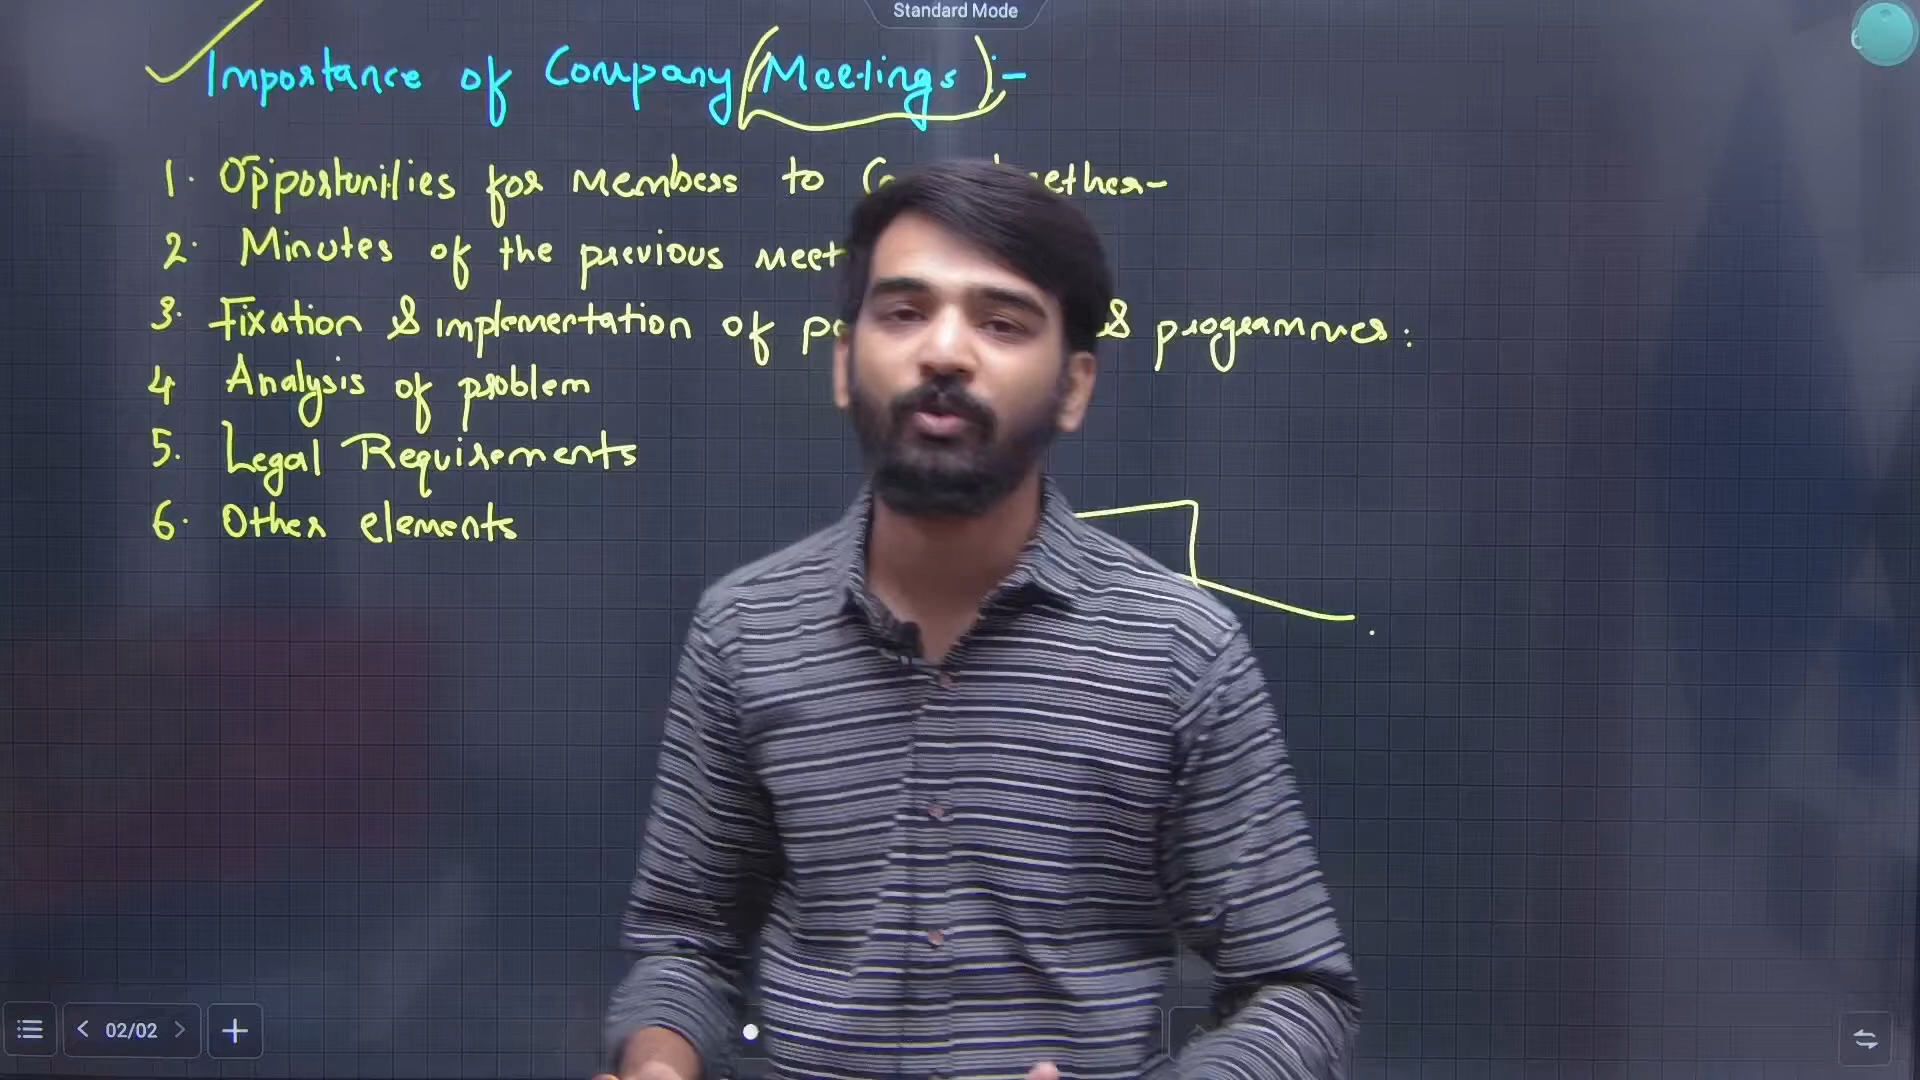 Standard Mode
Importance of Company (Meetings) :-
1. Opportunities for members to
2. Minutes of the previous
3. Fixation & implementation of & programmes :
4 Analysis of problem
5. Legal Requirements
6. Other elements
02/02